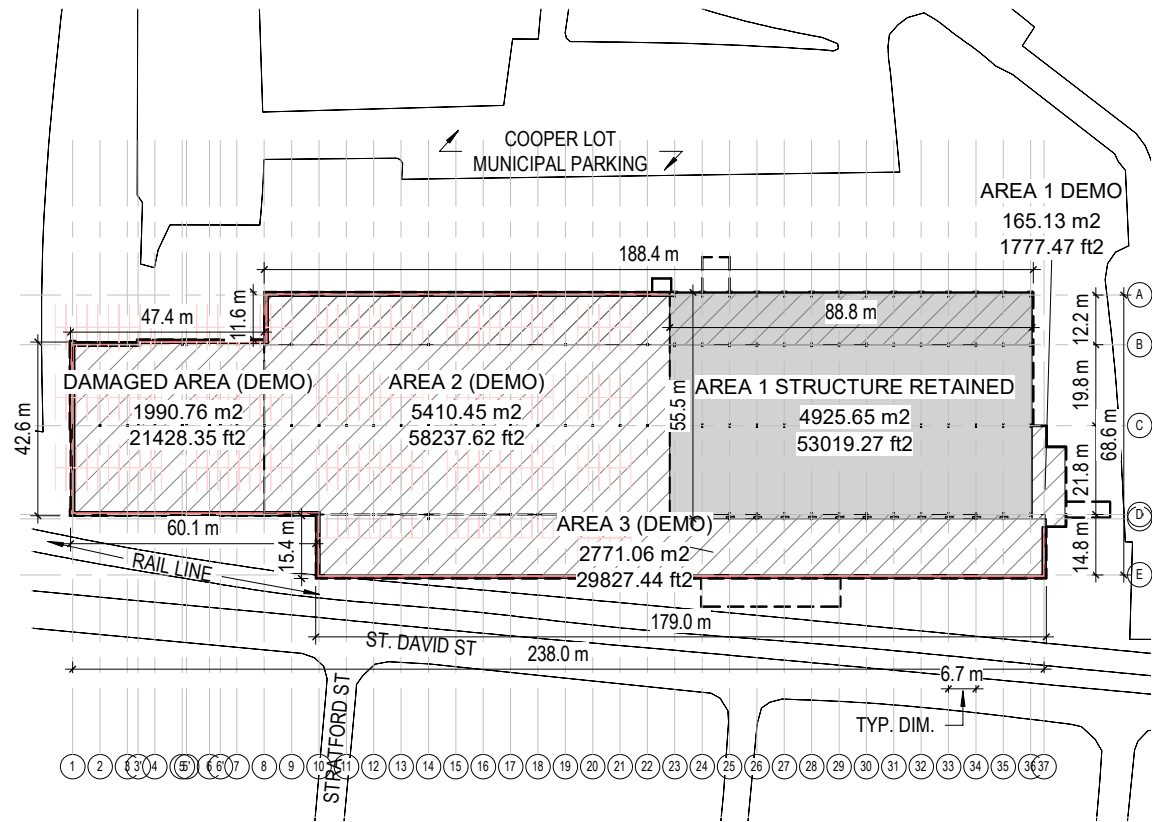 COOPER LOT
MUNICIPAL PARKING
AREA 1 DEMO
165.13 m2
1777.47 ft2
188.4 m
47.4 m
11.6 m
88.8 m
12.2 m
A
B
19.8 m
DAMAGED AREA (DEMO)
1990.76 m2
21428.35 ft2
AREA 2 (DEMO)
5410.45 m2
58237.62 ft2
55.5 m
AREA 1 STRUCTURE RETAINED
4925.65 m2
53019.27 ft2
42.6 m
C
68.6 m
21.8 m
D
60.1 m
15.4 m
AREA 3 (DEMO)
2771.06 m2
29827.44 ft2
14.8 m
E
RAIL LINE
179.0 m
ST. DAVID ST
238.0 m
6.7 m
TYP. DIM.
STRATFORD ST.
1 2 3 3' 4 5 5' 6 6' 7 8 9 10 11 12 13 14 15 16 17 18 19 20 21 22 23 24 25 26 27 28 29 30 31 32 33 34 35 36 37